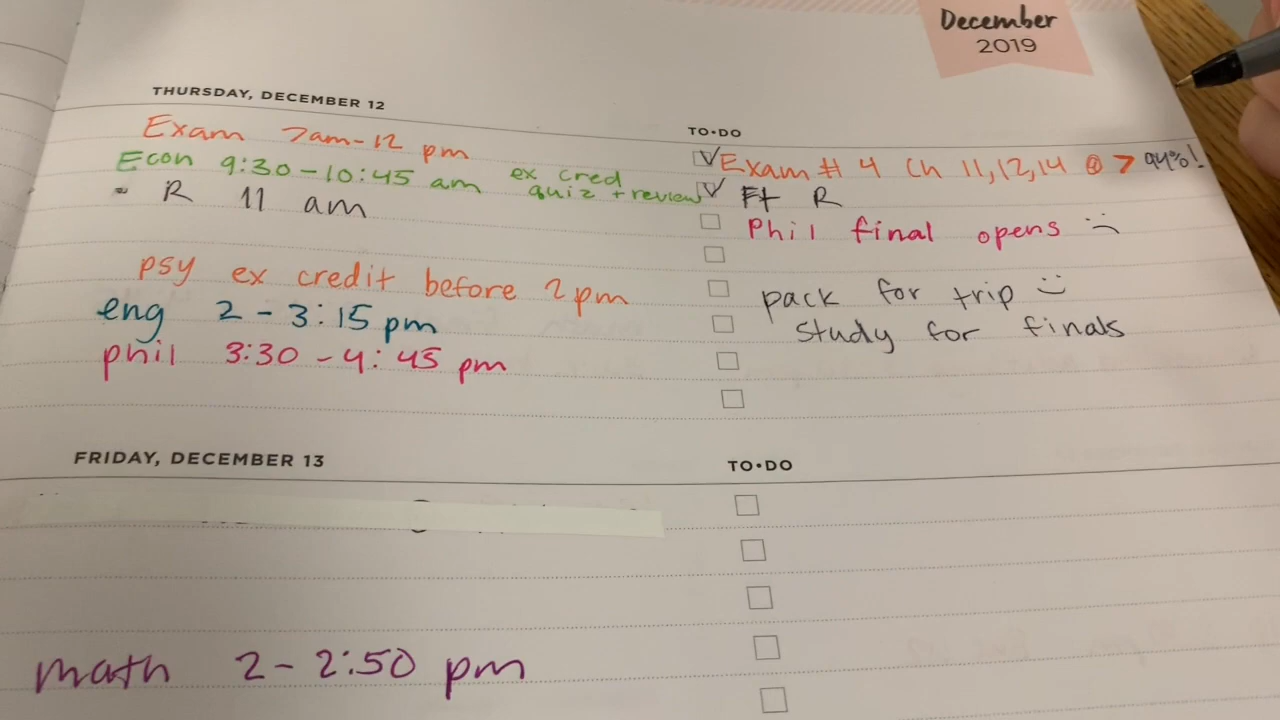 December
2019
THURSDAY, DECEMBER 12
Exam 7am-12 pm
Econ 9:30-10:45 am ex cred quiz + review
R 11 am
psy ex credit before 2pm
eng 2-3:15 pm
phil 3:30-4:45 pm
TO•DO
Exam # 4 Ch 11,12,14 @ > 94%!
Ft R
Phil final opens :(
pack for trip :)
study for finals
FRIDAY, DECEMBER 13
math 2-2:50 pm
TO•DO